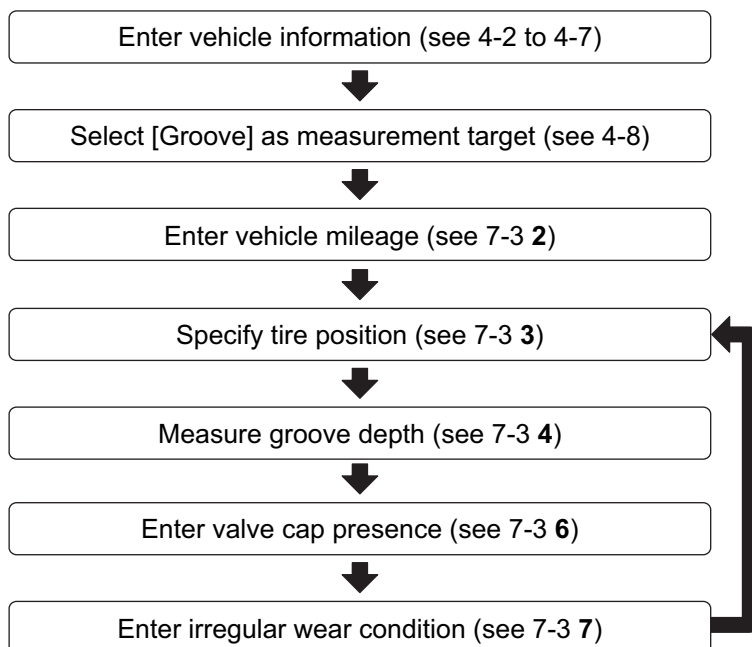 Enter vehicle information (see 4-2 to 4-7)
Select [Groove] as measurement target (see 4-8)
Enter vehicle mileage (see 7-3 2)
Specify tire position (see 7-3 3)
Measure groove depth (see 7-3 4)
Enter valve cap presence (see 7-3 6)
Enter irregular wear condition (see 7-3 7)